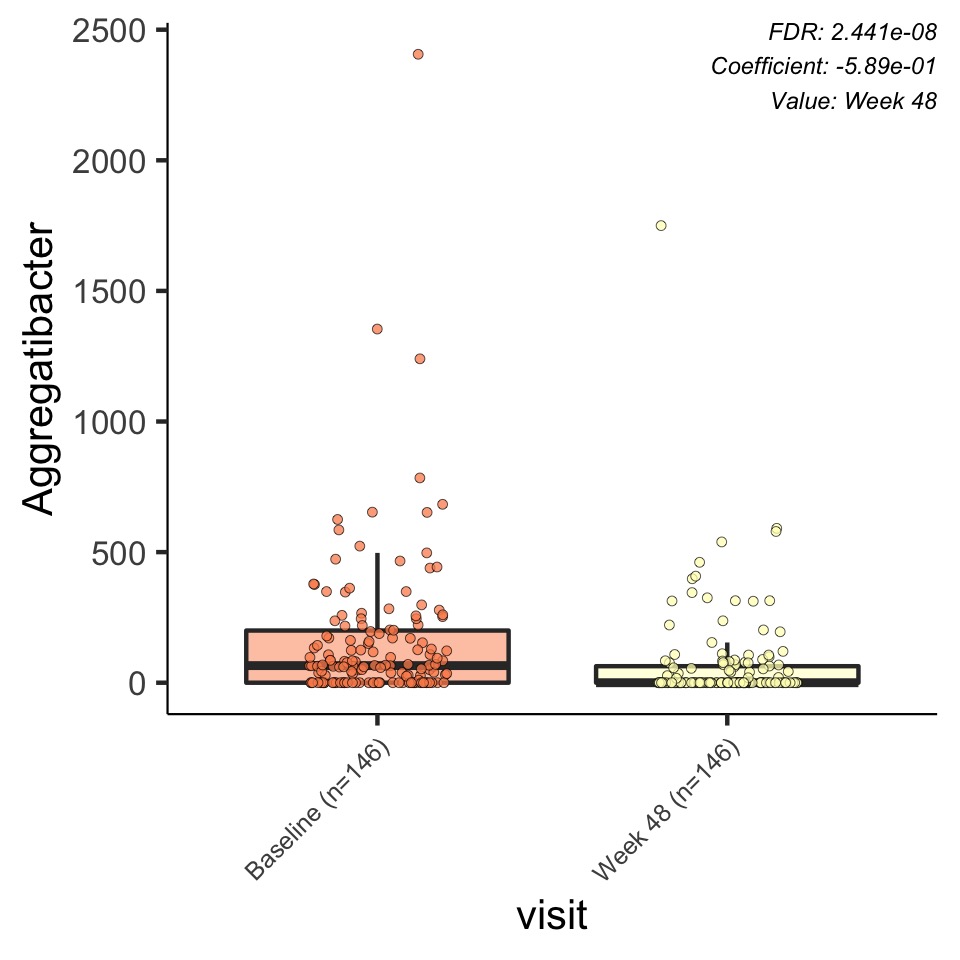 FDR: 2.441e-08
Coefficient: -5.89e-01
Value: Week 48
2500
2000
1500
1000
500
0
Aggregatibacter
Baseline (n=146)
Week 48 (n=146)
visit